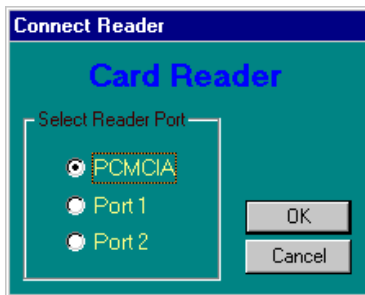 Connect Reader
Card Reader
Select Reader Port
PCMCIA
Port 1
Port 2
OK
Cancel